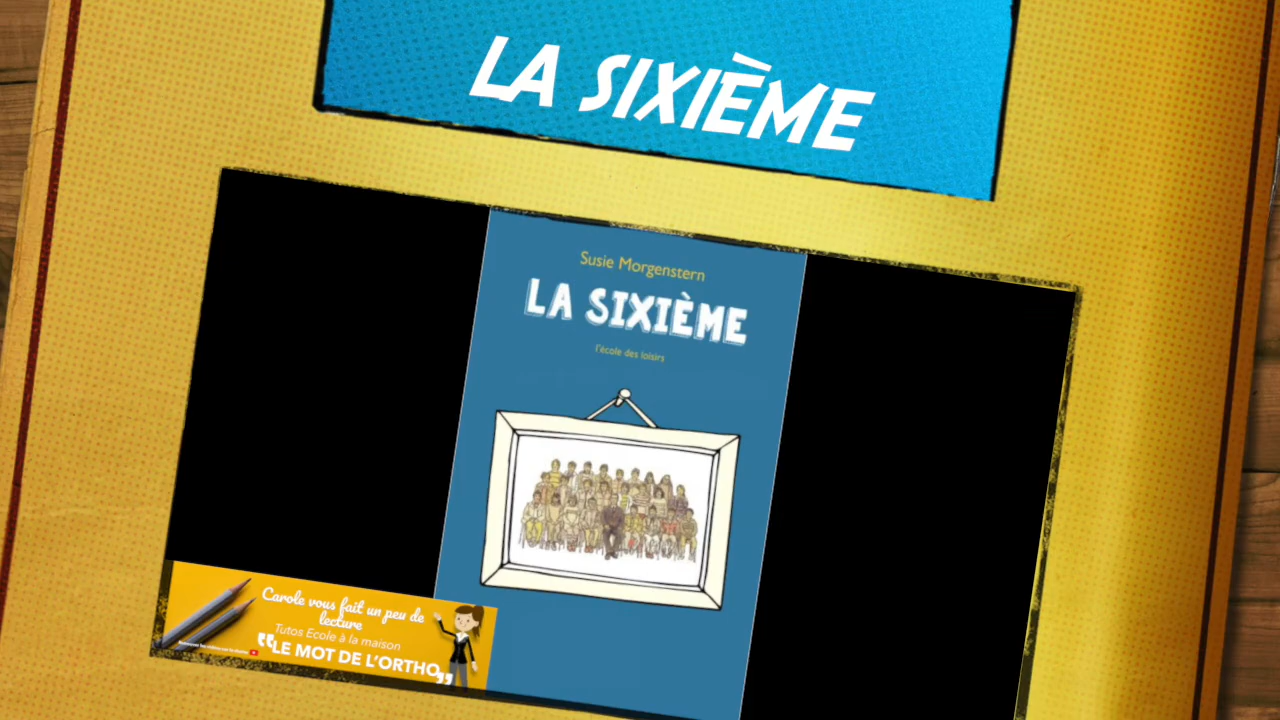 LA SIXIÈME
Susie Morgenstern
LA SIXIÈME
l'école des loisirs
Carole vous fait un peu de
lecture
Tutos Ecole à la maison
“LE MOT DE L'ORTHO„